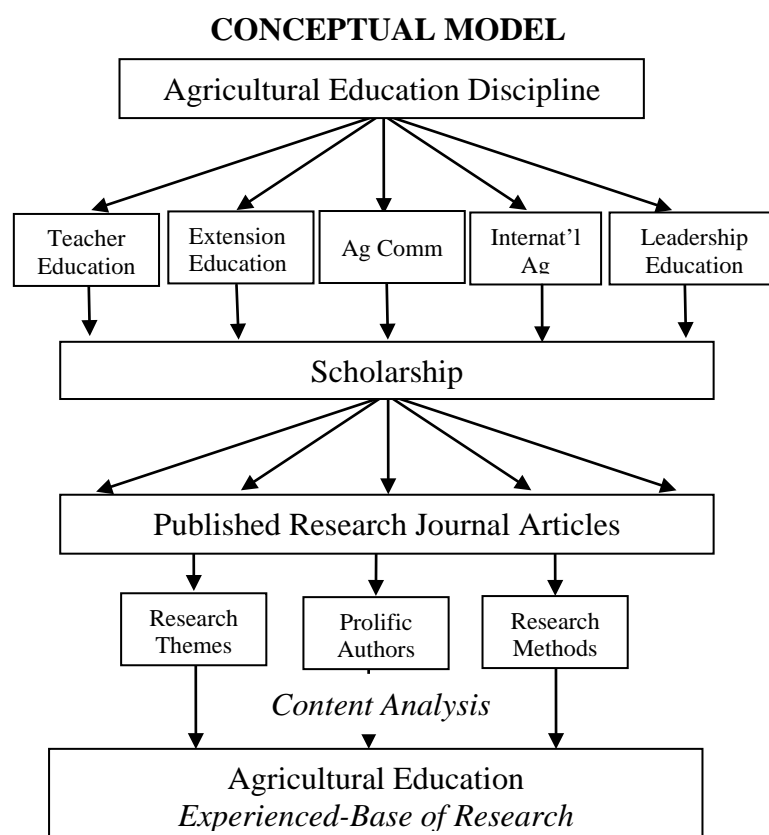 CONCEPTUAL MODEL
Agricultural Education Discipline
Teacher
Education
Extension
Education
Ag Comm
Internat’l
Ag
Leadership
Education
Scholarship
Published Research Journal Articles
Research
Themes
Prolific
Authors
Research
Methods
Content Analysis
Agricultural Education
Experienced-Base of Research